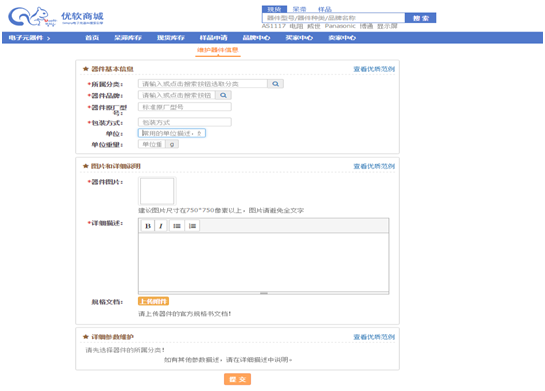 优软商城
现货 呆滞 样品
器件型号/器件种类/品牌名称 搜 索
AS1117 电阻 威世 Panasonic 博通 显示屏
电子元器件 首页 呆滞库存 现货库存 样品申请 品牌中心 买家中心 卖家中心
维护器件信息
器件基本信息 查看优质范例
*所属分类： 请输入或点击搜索按钮选取分类
*器件品牌： 请输入或点击搜索按钮
*器件原厂型号： 标准原厂型号
*包装方式： 包装方式
单位： 常用的单位描述，
单位重量： 单位重 g
图片和详细说明 查看优质范例
*器件图片：
建议图片尺寸在750*750像素以上，图片请避免全文字
*详细描述：
B I
规格文档： 上传附件
请上传器件的官方规格书文档！
详细参数维护 查看优质范例
请先选择器件的所属分类！
如有其他参数描述，请在详细描述中说明。
提 交